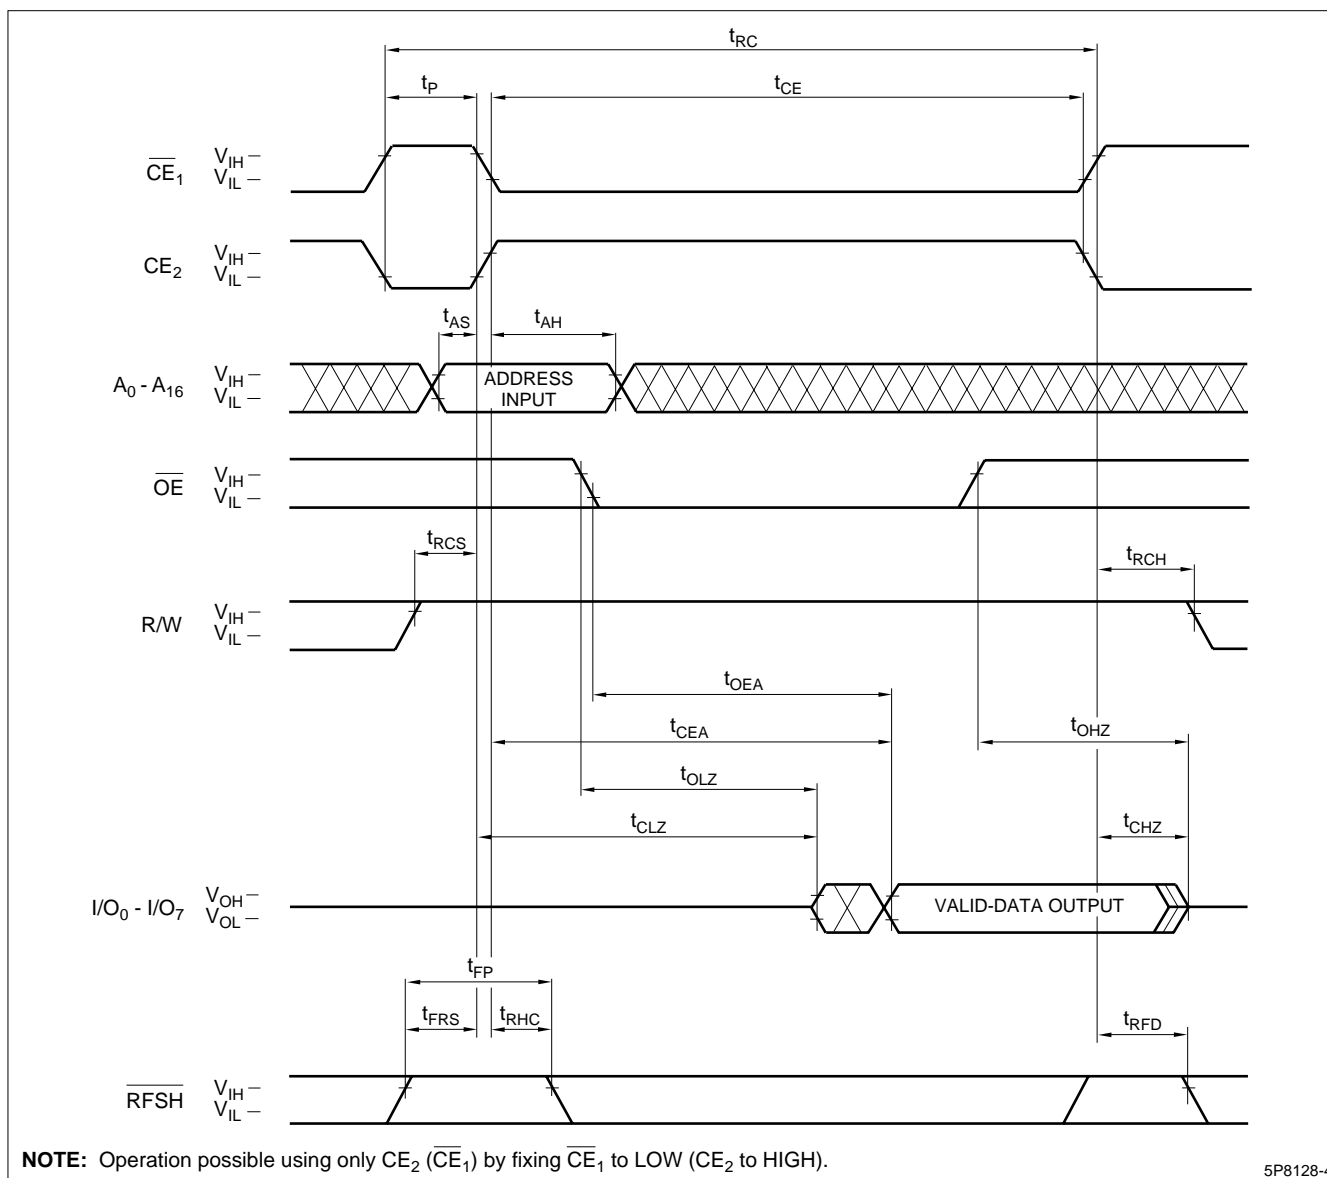 tRC
tP tCE
CE1 VIH
VIL
CE2 VIH
VIL
tAS tAH
A0 - A16 VIH
VIL
ADDRESS
INPUT
OE VIH
VIL
tRCS tRCH
R/W VIH
VIL
tOEA
tCEA tOHZ
tOLZ
tCLZ tCHZ
I/O0 - I/O7 VOH
VOL
VALID-DATA OUTPUT
tFP
tFRS tRHC tRFD
RFSH VIH
VIL
NOTE: Operation possible using only CE2 (CE1) by fixing CE1 to LOW (CE2 to HIGH).
5P8128-4